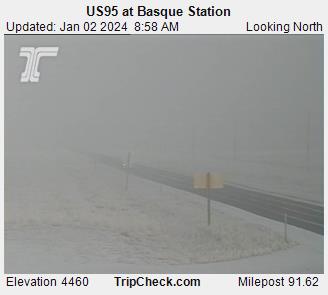 US95 at Basque Station
Updated: Jan 02 2024 8:58 AM Looking North
Elevation 4460 TripCheck.com Milepost 91.62